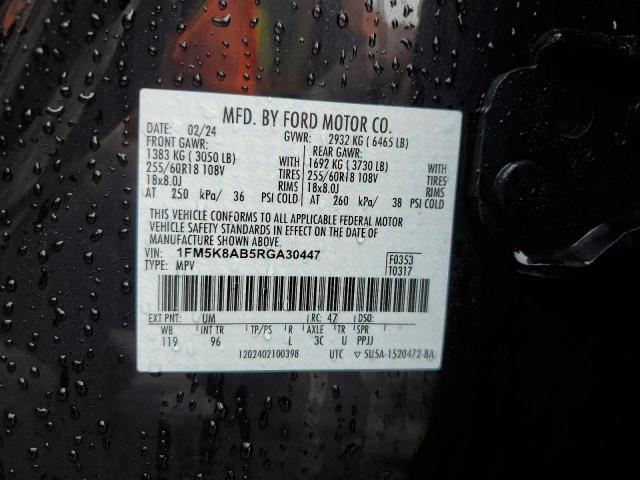 MFD. BY FORD MOTOR CO.
DATE: 02/24 GVWR: 2932 KG ( 6465 LB)
FRONT GAWR: REAR GAWR:
1383 KG ( 3050 LB) WITH 1692 KG ( 3730 LB) WITH
255/60R18 108V TIRES 255/60R18 108V TIRES
18x8.0J RIMS 18x8.0J RIMS
AT 250 kPa/ 36 PSI COLD AT 260 kPa/ 38 PSI COLD
THIS VEHICLE CONFORMS TO ALL APPLICABLE FEDERAL MOTOR
VEHICLE SAFETY STANDARDS IN EFFECT ON THE DATE OF
MANUFACTURE SHOWN ABOVE.
VIN: 1FM5K8AB5RGA30447 F0353
TYPE: MPV T0317
EXT PNT: UM RC: 47 DSO:
WB INT TR TP/PS R AXLE TR SPR
119 96 L 3C U PPJJ
1202402100398 UTC ▽ 5U5A-1520472-BA